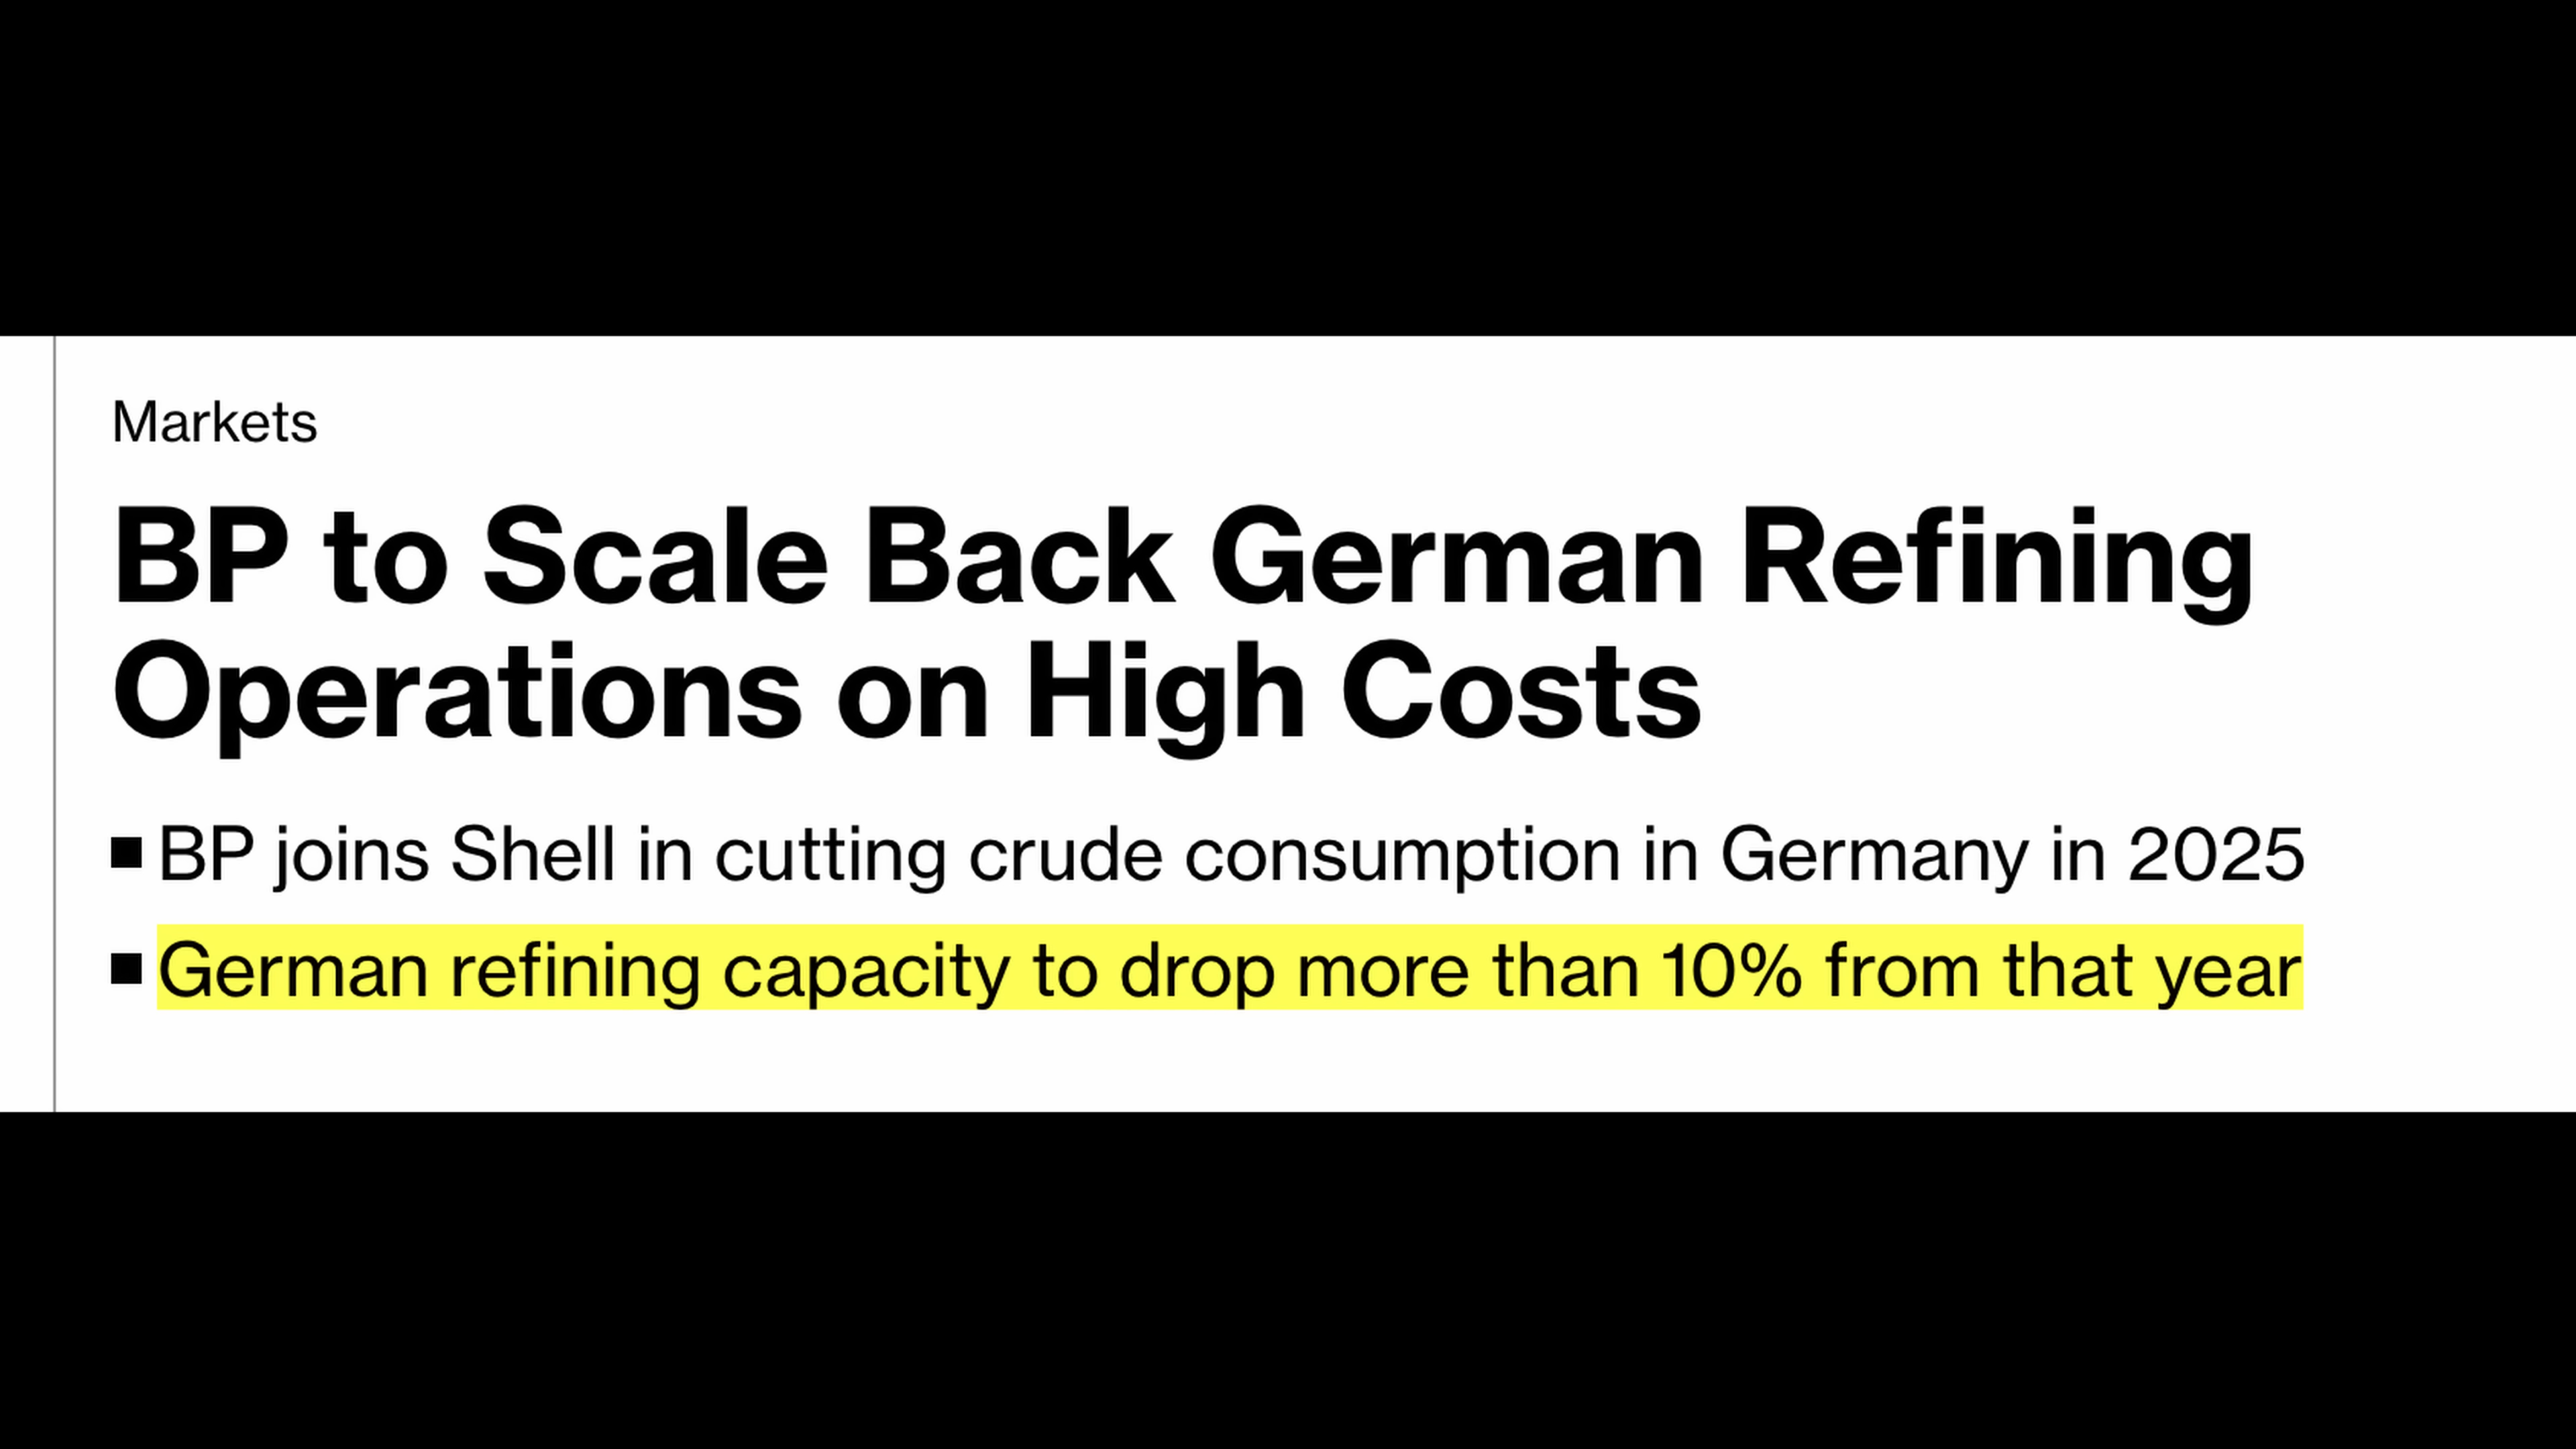 Markets
BP to Scale Back German Refining
Operations on High Costs
■ BP joins Shell in cutting crude consumption in Germany in 2025
■ German refining capacity to drop more than 10% from that year